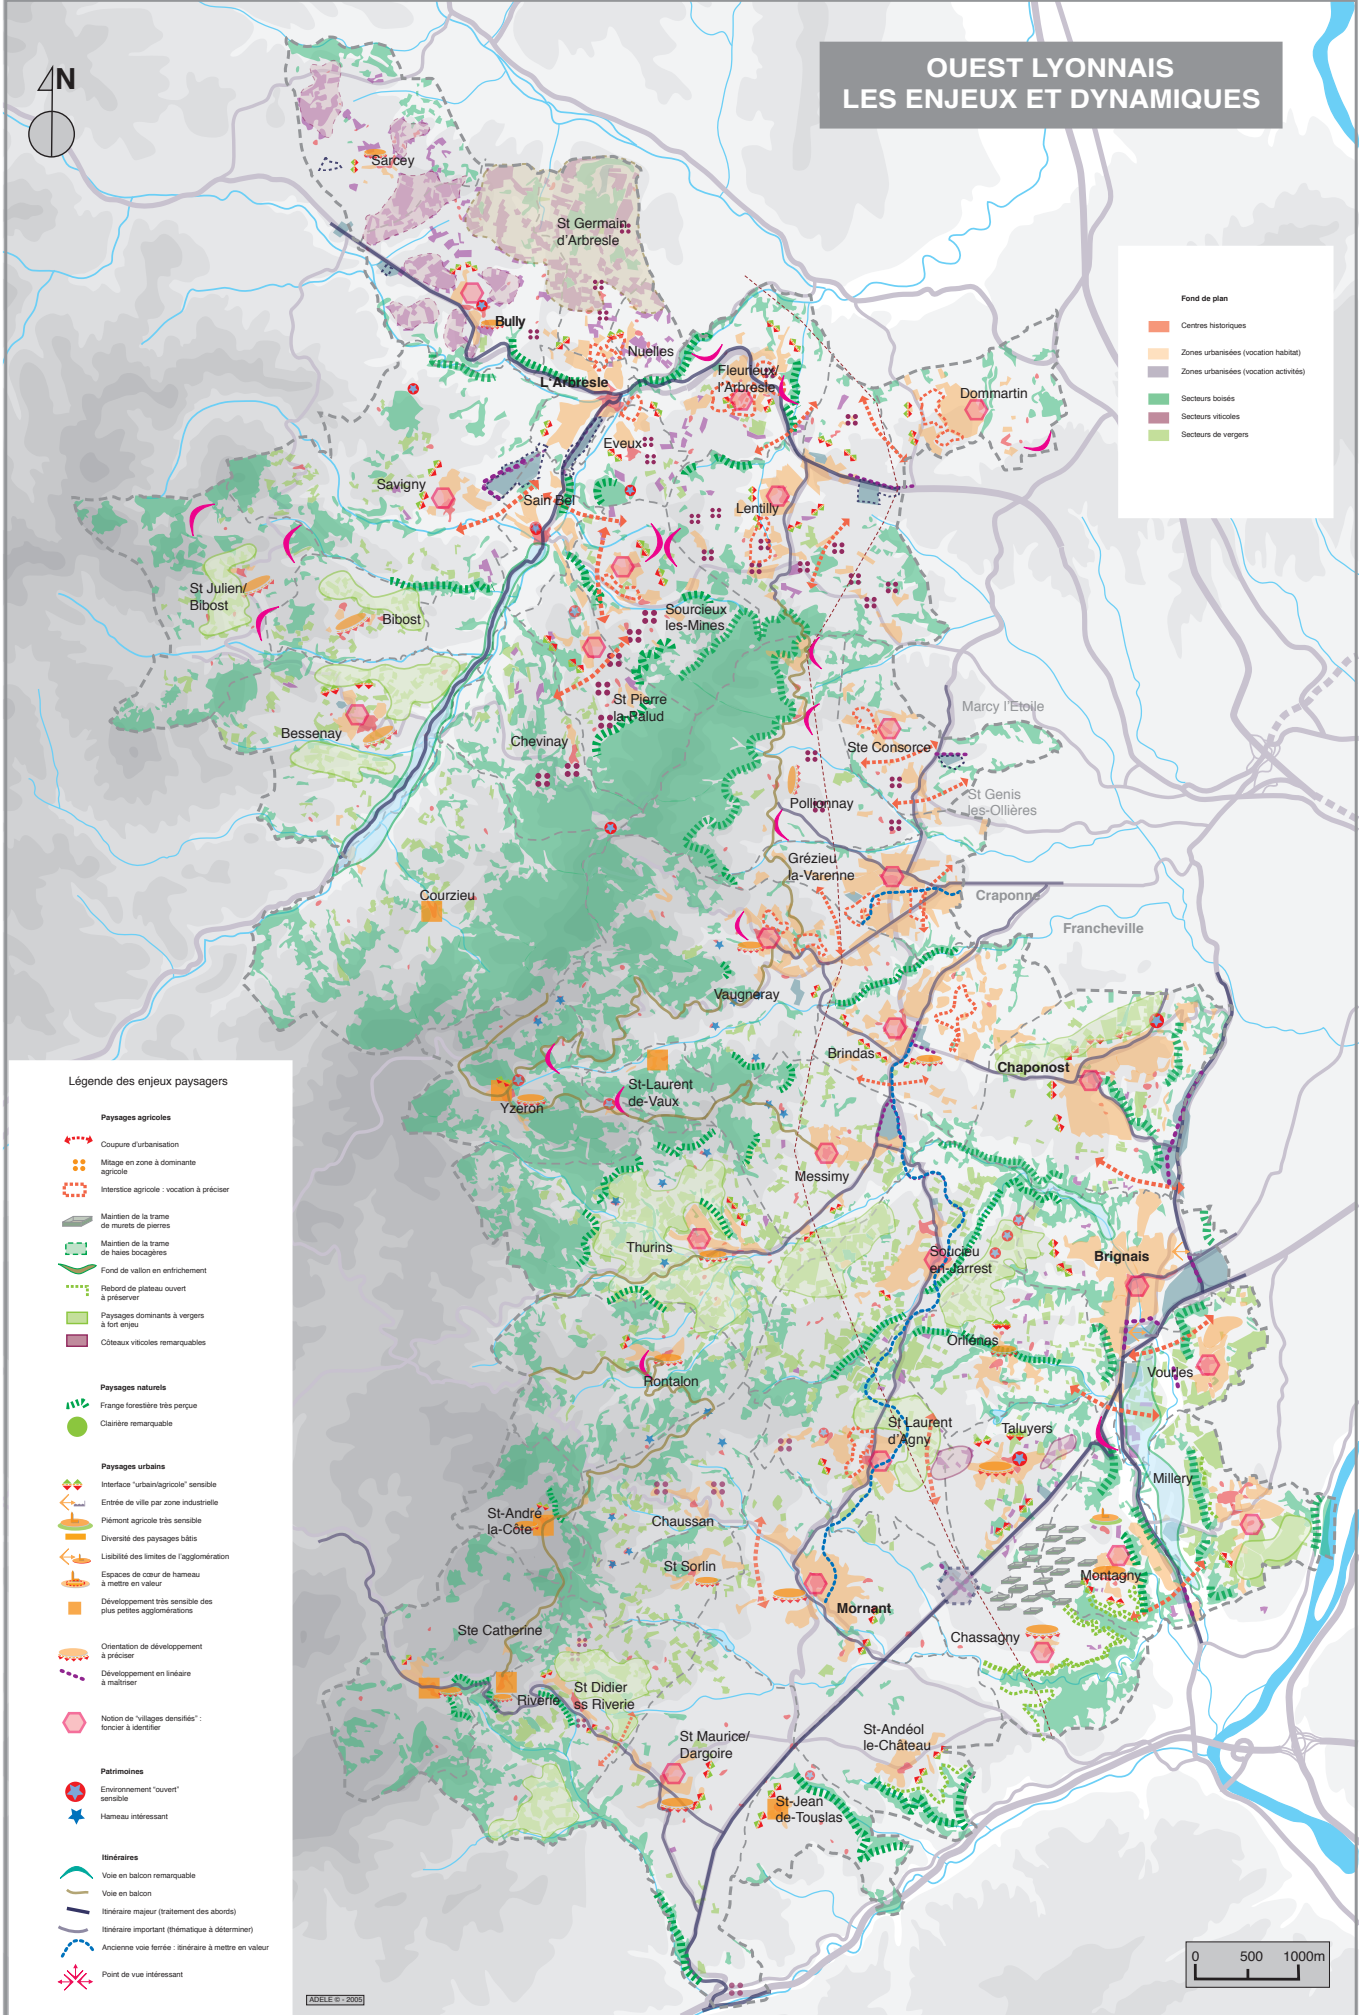 OUEST LYONNAIS
LES ENJEUX ET DYNAMIQUES
N
Sarcey
St Germain
d'Arbresle
Bully
Nuelles
L'Arbresle
Fleurieux/
l'Arbresle
Dommartin
Eveux
Savigny
Sain Bel
Lentilly
St Julien/
Bibost
Bibost
Sourcieux
les-Mines
St Pierre
la-Palud
Bessenay
Chevinay
Marcy l'Etoile
Ste Consorce
Pollionnay
St Genis
les-Ollières
Grézieu
la-Varenne
Courzieu
Craponne
Francheville
Vaugneray
Brindas
Chaponost
St-Laurent
de-Vaux
Yzeron
Messimy
Thurins
Soucieu
en-Jarrest
Brignais
Orliénas
Rontalon
Vourles
St Laurent
d'Agny
Taluyers
Millery
St-André
la-Côte
Chaussan
St Sorlin
Montagny
Mornant
Ste Catherine
Chassagny
Riverie
St Didier
ss Riverie
St Maurice/
Dargoire
St-Andéol
le-Château
St-Jean
de-Touslas
Fond de plan
Centres historiques
Zones urbanisées (vocation habitat)
Zones urbanisées (vocation activités)
Secteurs boisés
Secteurs viticoles
Secteurs de vergers
Légende des enjeux paysagers
Paysages agricoles
Coupure d'urbanisation
Mitage en zone à dominante
agricole
Interstice agricole : vocation à préciser
Maintien de la trame
de murets de pierres
Maintien de la trame
de haies bocagères
Fond de vallon en enfrichement
Rebord de plateau ouvert
à préserver
Paysages dominants à vergers
à fort enjeu
Côteaux viticoles remarquables
Paysages naturels
Frange forestière très perçue
Clairière remarquable
Paysages urbains
Interface "urbain/agricole" sensible
Entrée de ville par zone industrielle
Piémont agricole très sensible
Diversité des paysages bâtis
Lisibilité des limites de l'agglomération
Espaces de cœur de hameau
à mettre en valeur
Développement très sensible des
plus petites agglomérations
Orientation de développement
à préciser
Développement en linéaire
à maîtriser
Notion de "villages densifiés" :
foncier à identifier
Patrimoines
Environnement "ouvert"
sensible
Hameau intéressant
Itinéraires
Voie en balcon remarquable
Voie en balcon
Itinéraire majeur (traitement des abords)
Itinéraire important (thématique à déterminer)
Ancienne voie ferrée : itinéraire à mettre en valeur
Point de vue intéressant
ADELE © - 2005
0 500 1000m